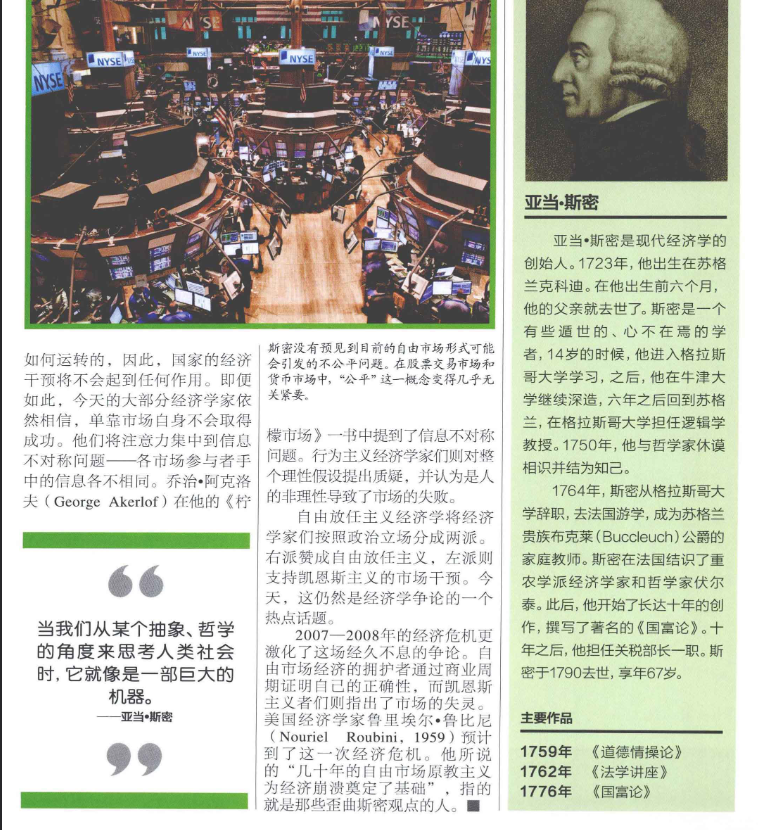 NYSE
NYSE
NYSE
NYSE
NYSE
NYSE
NYSE
NYSE
如何运转的，因此，国家的经济
干预将不会起到任何作用。即便
如此，今天的大部分经济学家依
然相信，单靠市场自身不会取得
成功。他们将注意力集中到信息
不对称问题——各市场参与者手
中的信息各不相同。乔治•阿克洛
夫（George Akerlof）在他的《柠
当我们从某个抽象、哲学
的角度来思考人类社会
时，它就像是一部巨大的
机器。
——亚当•斯密
斯密没有预见到目前的自由市场形式可能
会引发的不公平问题。在股票交易市场和
货币市场中，“公平”这一概念变得几乎无
关紧要。
檬市场》一书中提到了信息不对称
问题。行为主义经济学家们则对整
个理性假设提出质疑，并认为是人
的非理性导致了市场的失败。
自由放任主义经济学将经济
学家们按照政治立场分成两派。
右派赞成自由放任主义，左派则
支持凯恩斯主义的市场干预。今
天，这仍然是经济学争论的一个
热点话题。
2007—2008年的经济危机更
激化了这场经久不息的争论。自
由市场经济的拥护者通过商业周
期证明自己的正确性，而凯恩斯
主义者们则指出了市场的失灵。
美国经济学家鲁里埃尔•鲁比尼
（Nouriel Roubini，1959）预计
到了这一次经济危机。他所说
的“几十年的自由市场原教主义
为经济崩溃奠定了基础”，指的
就是那些歪曲斯密观点的人。■
亚当•斯密
亚当•斯密是现代经济学的
创始人。1723年，他出生在苏格
兰克科迪。在他出生前六个月，
他的父亲就去世了。斯密是一个
有些遁世的、心不在焉的学
者，14岁的时候，他进入格拉斯
哥大学学习，之后，他在牛津大
学继续深造，六年之后回到苏格
兰，在格拉斯哥大学担任逻辑学
教授。1750年，他与哲学家休谟
相识并结为知己。
1764年，斯密从格拉斯哥大
学辞职，去法国游学，成为苏格兰
贵族布克莱（Buccleuch）公爵的
家庭教师。斯密在法国结识了重
农学派经济学家和哲学家伏尔
泰。此后，他开始了长达十年的创
作，撰写了著名的《国富论》。十
年之后，他担任关税部长一职。斯
密于1790去世，享年67岁。
主要作品
1759年 《道德情操论》
1762年 《法学讲座》
1776年 《国富论》